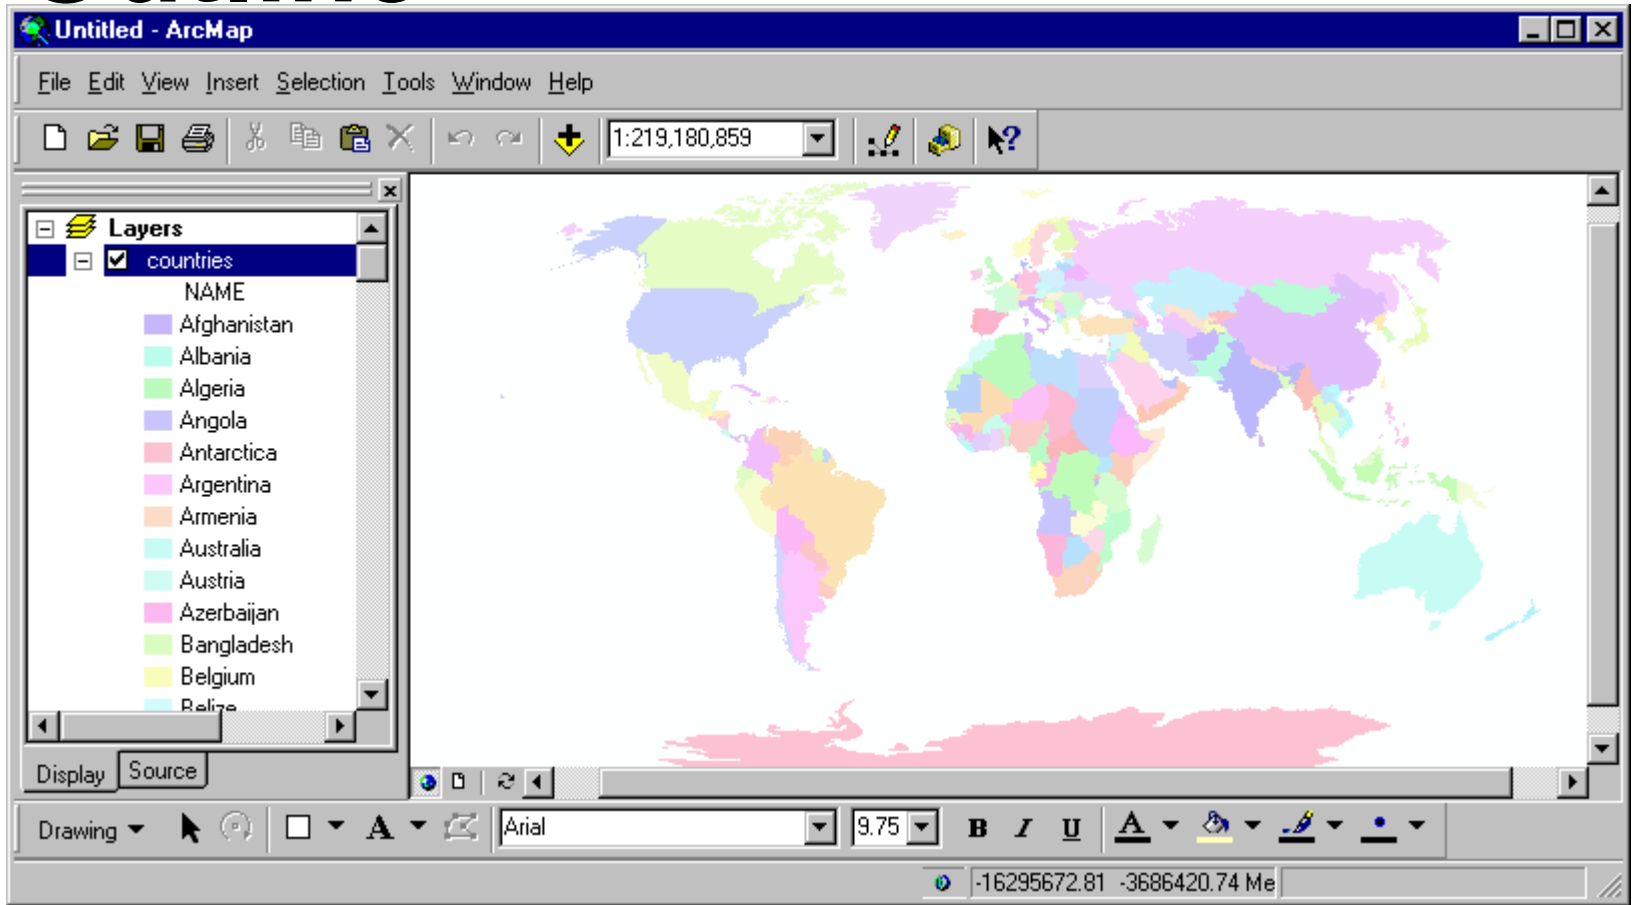 Untitled - ArcMap
File Edit View Insert Selection Tools Window Help
1:219,180,859
Layers
countries
NAME
Afghanistan
Albania
Algeria
Angola
Antarctica
Argentina
Armenia
Australia
Austria
Azerbaijan
Bangladesh
Belgium
Belize
Display Source
Drawing A Arial 9.75 B I U A
-16295672.81 -3686420.74 Me